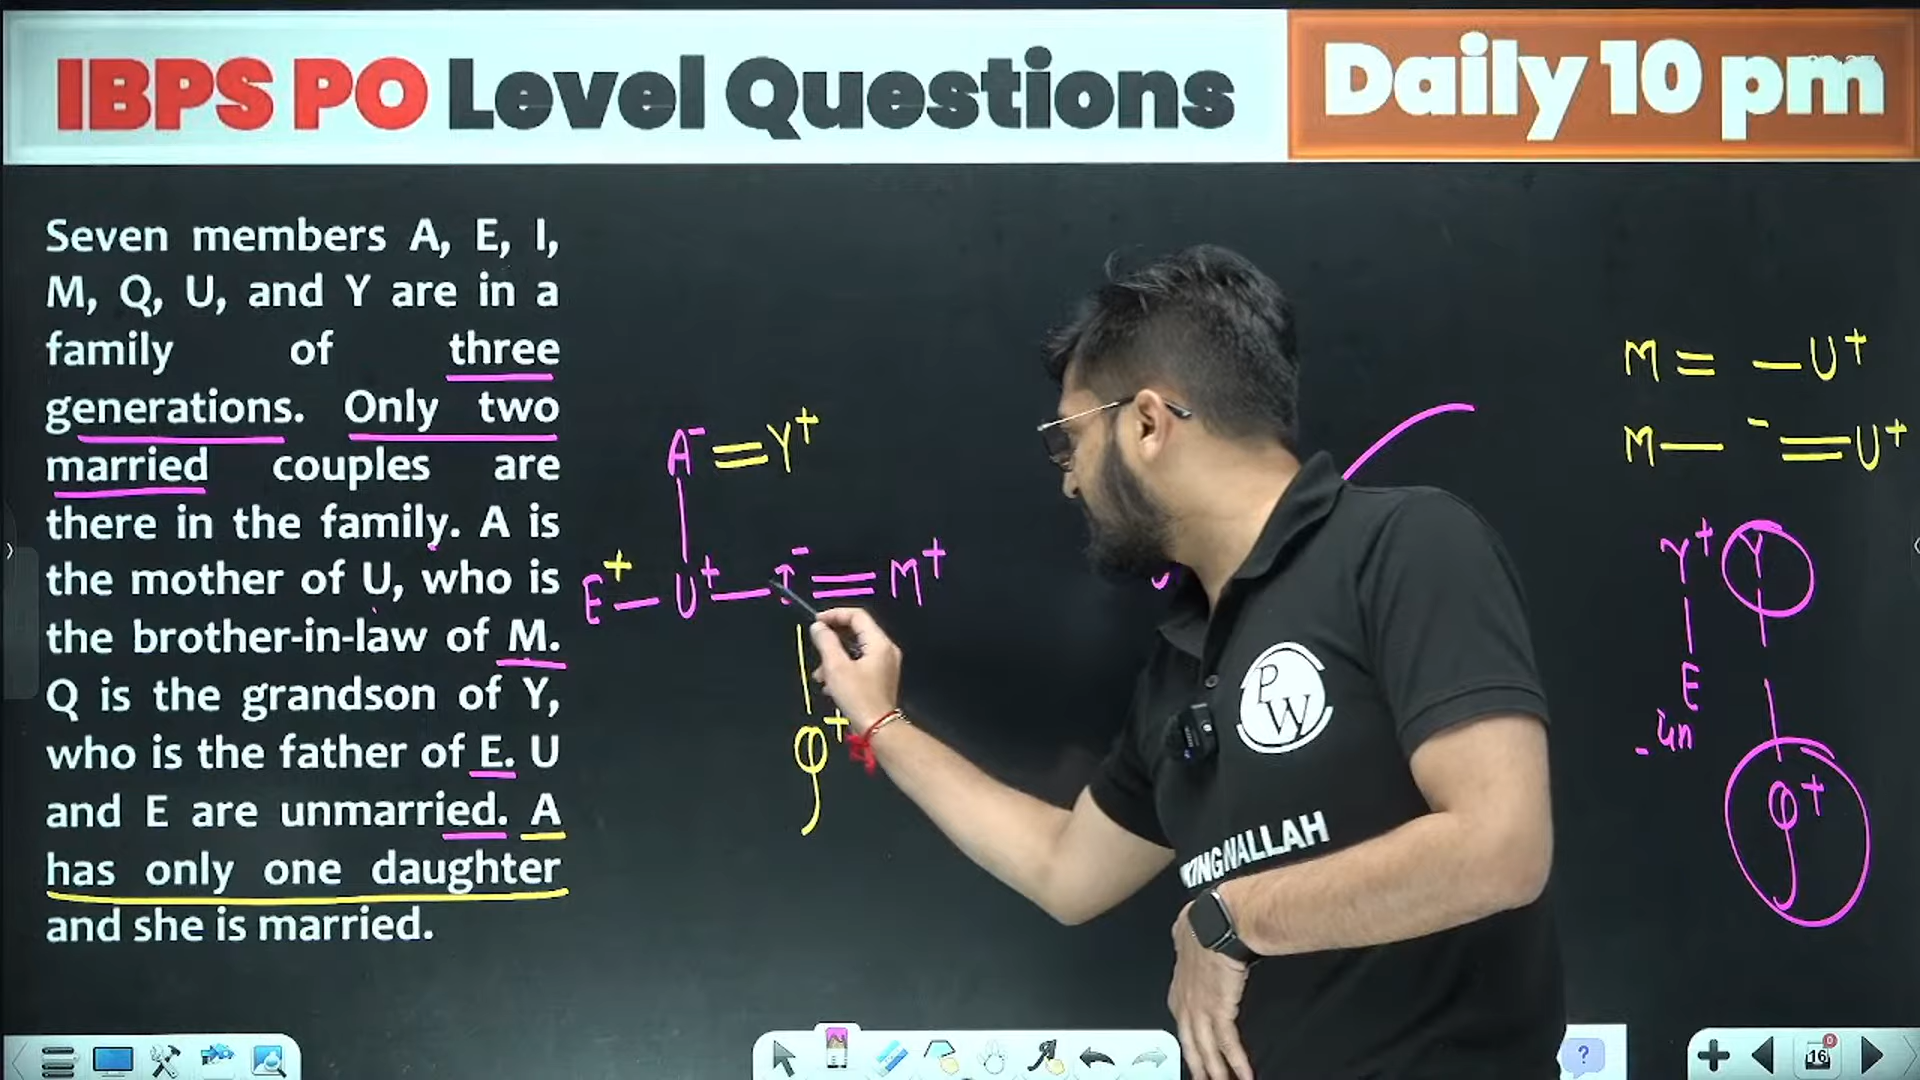 IBPS PO Level Questions
Daily 10 pm
Seven members A, E, I,
M, Q, U, and Y are in a
family of three
generations. Only two
married couples are
there in the family. A is
the mother of U, who is
the brother-in-law of M.
Q is the grandson of Y,
who is the father of E. U
and E are unmarried. A
has only one daughter
and she is married.
A- = Y+
E+ — U+ — I- = M+
Q+
M = — U+
M — - = U+
Y+ Y
E
Q+
PW
WALLAH
16